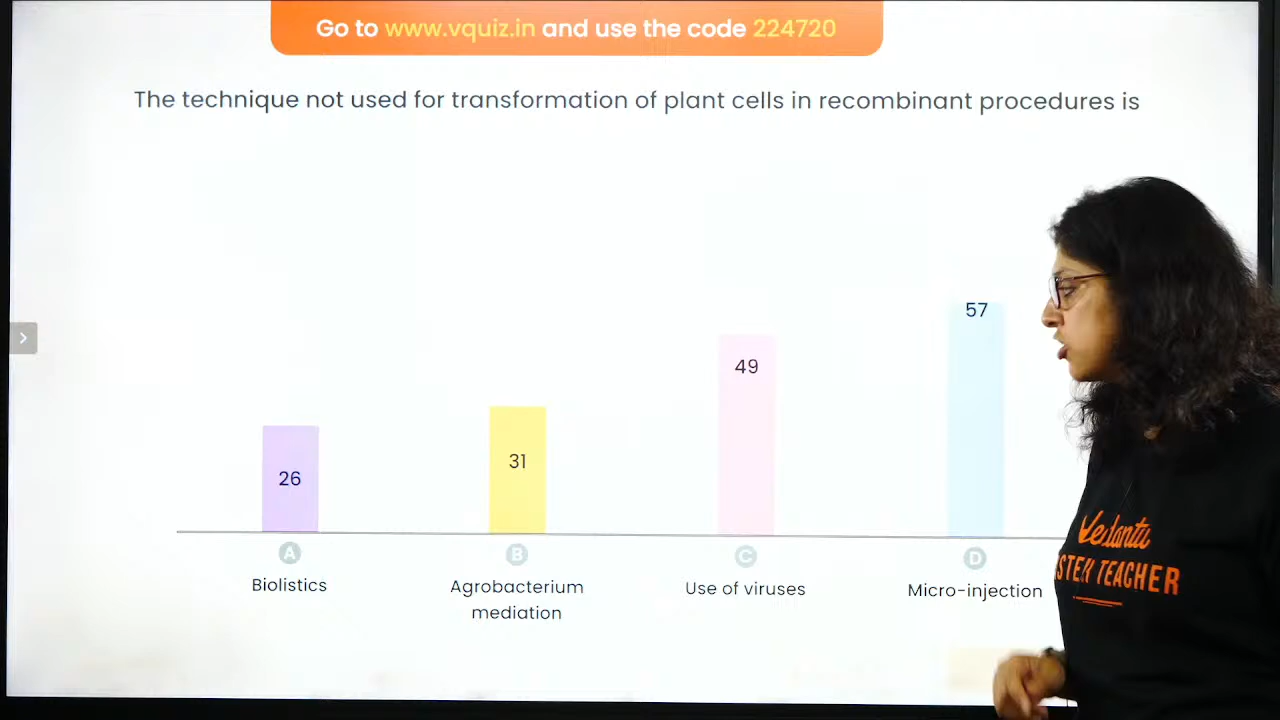 Go to www.vquiz.in and use the code 224720
The technique not used for transformation of plant cells in recombinant procedures is
57
49
31
26
A
B
C
D
Biolistics
Agrobacterium
mediation
Use of viruses
Micro-injection
Vedantu
STER TEACHER